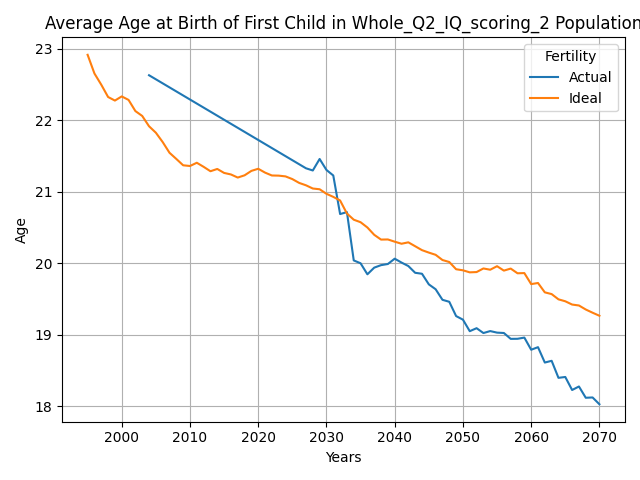 Average Age at Birth of First Child in Whole_Q2_IQ_scoring_2 Population
Fertility
Actual
Ideal
23
22
21
20
19
18
Age
2000
2010
2020
2030
2040
2050
2060
2070
Years